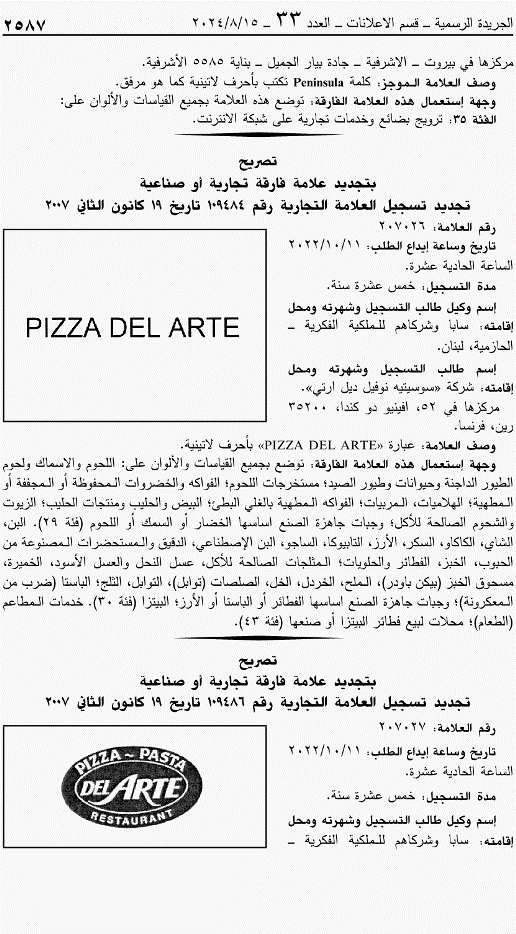 الجريدة الرسمية ــ قسم الاعلانات ــ العدد ٣٣ ــ ٢٠٢٤/٨/١٥
٢٥٨٧
مركزها في بيروت ــ الاشرفية ــ جادة بيار الجميل ــ بناية ٥٥٨٥ الأشرفية.
وصف العلامة الموجز: كلمة Peninsula تكتب بأحرف لاتينية كما هو مرفق.
وجهة إستعمال هذه العلامة الفارقة: توضع هذه العلامة بجميع القياسات والألوان على:
الفئة ٣٥: ترويج بضائع وخدمات تجارية على شبكة الانترنت.
تصريح
بتجديد علامة فارقة تجارية أو صناعية
تجديد تسجيل العلامة التجارية رقم ١٠٩٤٨٤ تاريخ ١٩ كانون الثاني ٢٠٠٧
رقم العلامة: ٢٠٧٠٢٦
تاريخ وساعة إيداع الطلب: ٢٠٢٢/١٠/١١
الساعة الحادية عشرة.
مدة التسجيل: خمس عشرة سنة.
إسم وكيل طالب التسجيل وشهرته ومحل
إقامته: سابا وشركاهم للملكية الفكرية ــ
الحازمية، لبنان.
إسم طالب التسجيل وشهرته ومحل
إقامته: شركة «سوسيتيه نوفيل ديل ارتي».
مركزها في ٥٢، افينيو دو كندا، ٣٥٢٠٠
رين، فرنسا.
PIZZA DEL ARTE
وصف العلامة: عبارة «PIZZA DEL ARTE» بأحرف لاتينية.
وجهة إستعمال هذه العلامة الفارقة: توضع بجميع القياسات والألوان على: اللحوم والاسماك ولحوم
الطيور الداجنة وحيوانات وطيور الصيد؛ مستخرجات اللحوم؛ الفواكه والخضروات المحفوظة أو المجففة أو
المطهية؛ الهلاميات، المربيات؛ الفواكه المطهية بالغلي البطئ؛ البيض والحليب ومنتجات الحليب؛ الزيوت
والشحوم الصالحة للأكل؛ وجبات جاهزة الصنع اساسها الخضار أو السمك أو اللحوم (فئة ٢٩). البن،
الشاي، الكاكاو، السكر، الأرز، التابيوكا، الساجو، البن الإصطناعي، الدقيق والمستحضرات المصنوعة من
الحبوب، الخبز، الفطائر والحلويات؛ المثلجات الصالحة للأكل، عسل النحل والعسل الأسود، الخميرة،
مسحوق الخبز (بيكن باودر)، الملح، الخردل، الخل، الصلصات (توابل)، التوابل، الثلج؛ الباستا (ضرب من
المعكرونة)؛ وجبات جاهزة الصنع اساسها الفطائر أو الباستا أو الأرز؛ البيتزا (فئة ٣٠). خدمات المطاعم
(الطعام)؛ محلات لبيع فطائر البيتزا أو صنعها (فئة ٤٣).
تصريح
بتجديد علامة فارقة تجارية أو صناعية
تجديد تسجيل العلامة التجارية رقم ١٠٩٤٨٦ تاريخ ١٩ كانون الثاني ٢٠٠٧
رقم العلامة: ٢٠٧٠٢٧
تاريخ وساعة إيداع الطلب: ٢٠٢٢/١٠/١١
الساعة الحادية عشرة.
مدة التسجيل: خمس عشرة سنة.
إسم وكيل طالب التسجيل وشهرته ومحل
إقامته: سابا وشركاهم للملكية الفكرية ــ
PIZZA ~ PASTA
DEL ARTE
RESTAURANT